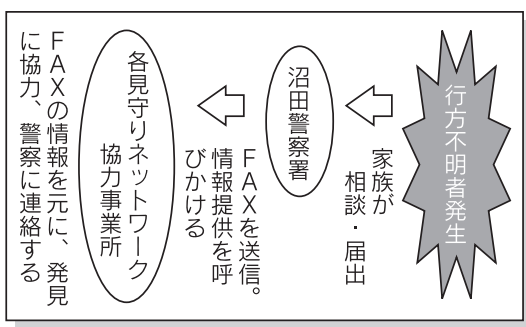 行方不明者発生
家族が
相談・届出
沼田警察署
ＦＡＸを送信。
情報提供を呼
びかける
各見守りネットワーク
協力事業所
ＦＡＸの情報を元に、発見
に協力、警察に連絡する